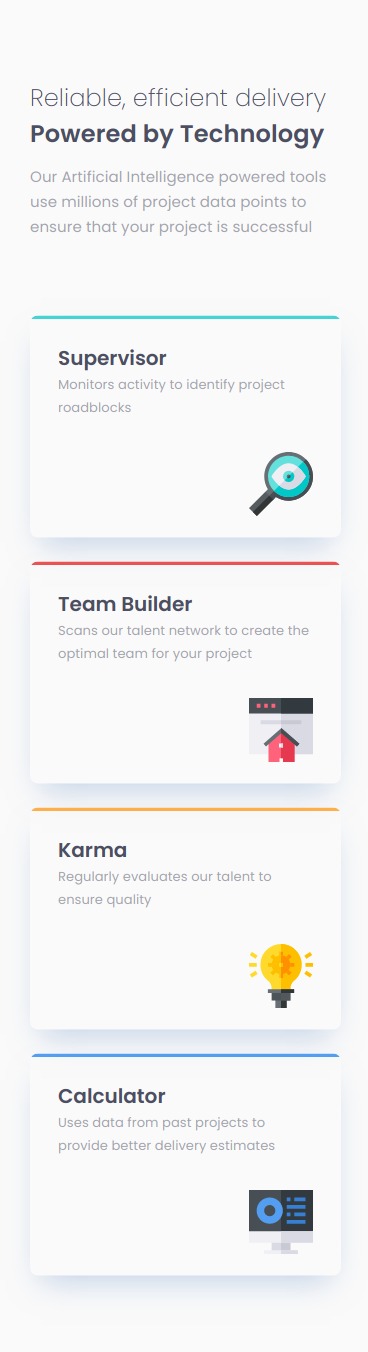 Reliable, efficient delivery
Powered by Technology
Our Artificial Intelligence powered tools
use millions of project data points to
ensure that your project is successful
Supervisor
Monitors activity to identify project
roadblocks
Team Builder
Scans our talent network to create the
optimal team for your project
Karma
Regularly evaluates our talent to
ensure quality
Calculator
Uses data from past projects to
provide better delivery estimates